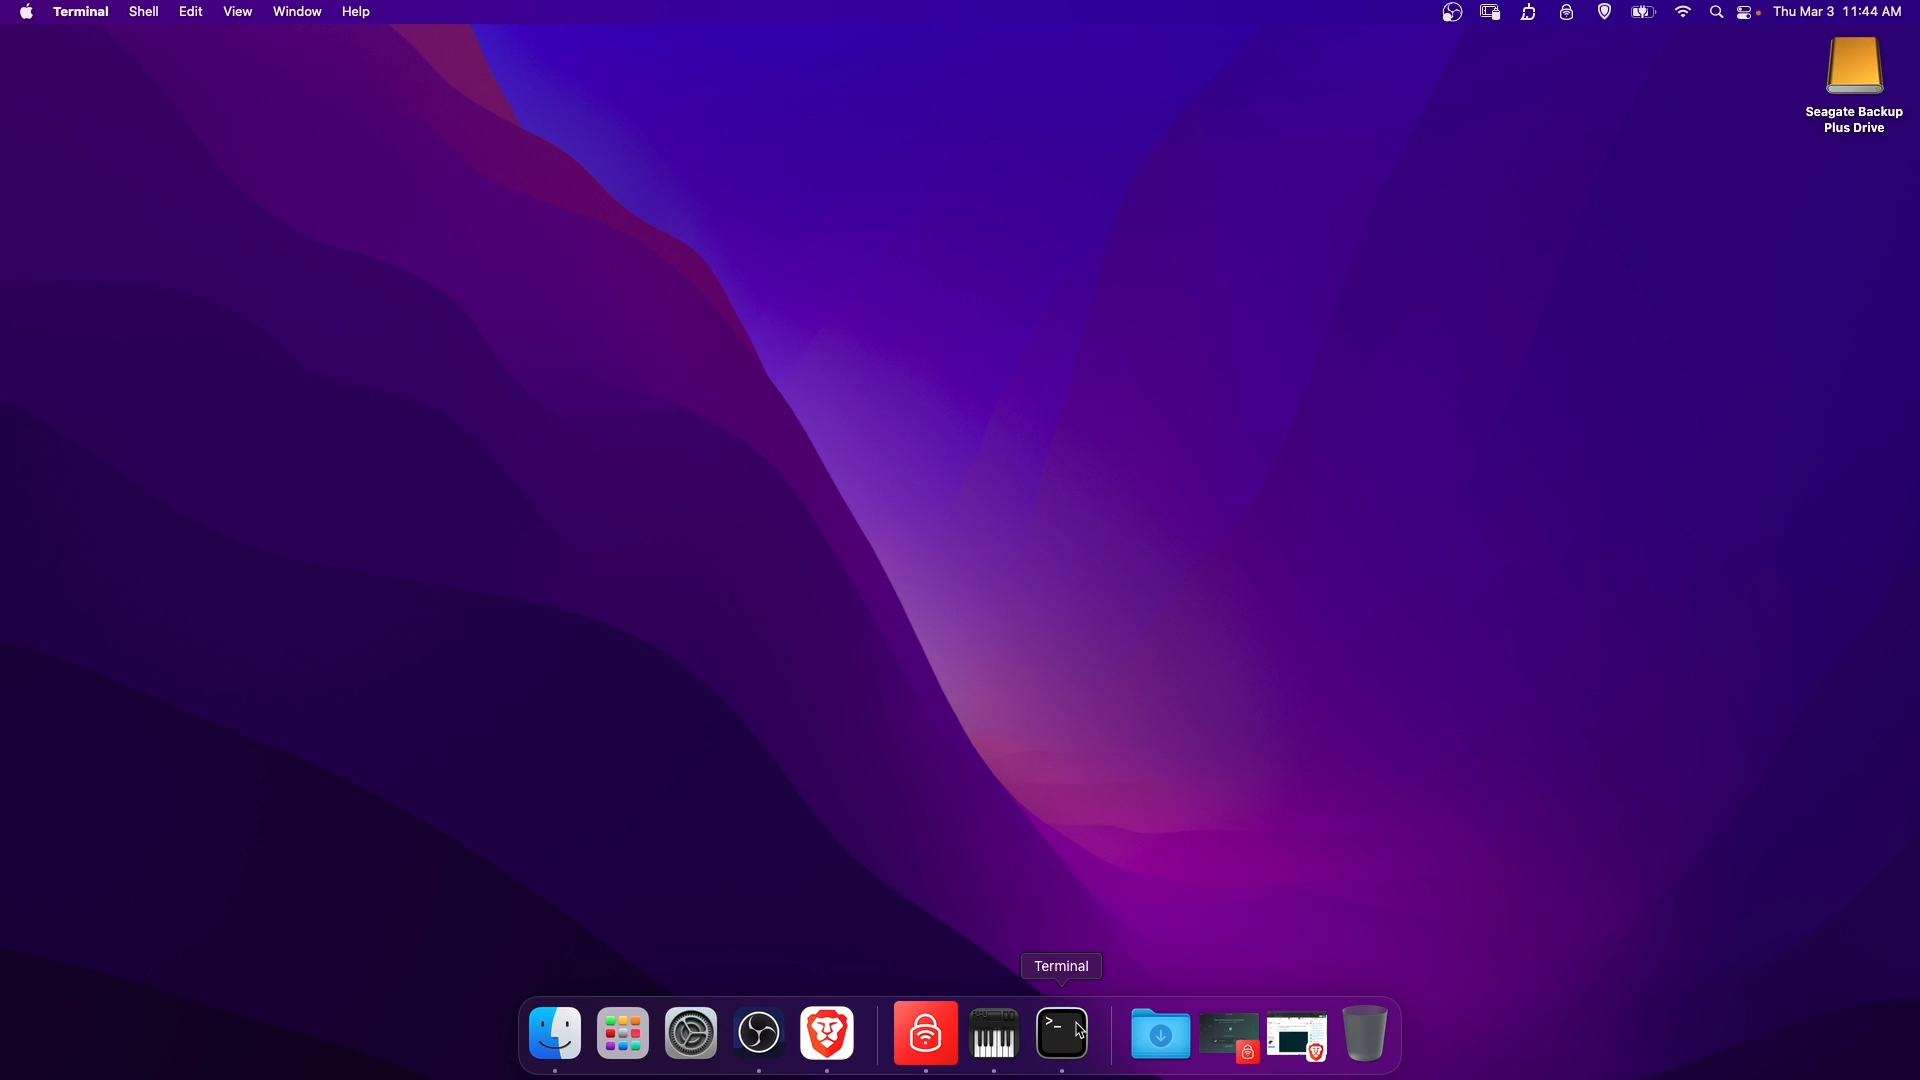 Terminal Shell Edit View Window Help Thu Mar 3 11:44 AM
Seagate Backup
Plus Drive
Terminal
>_